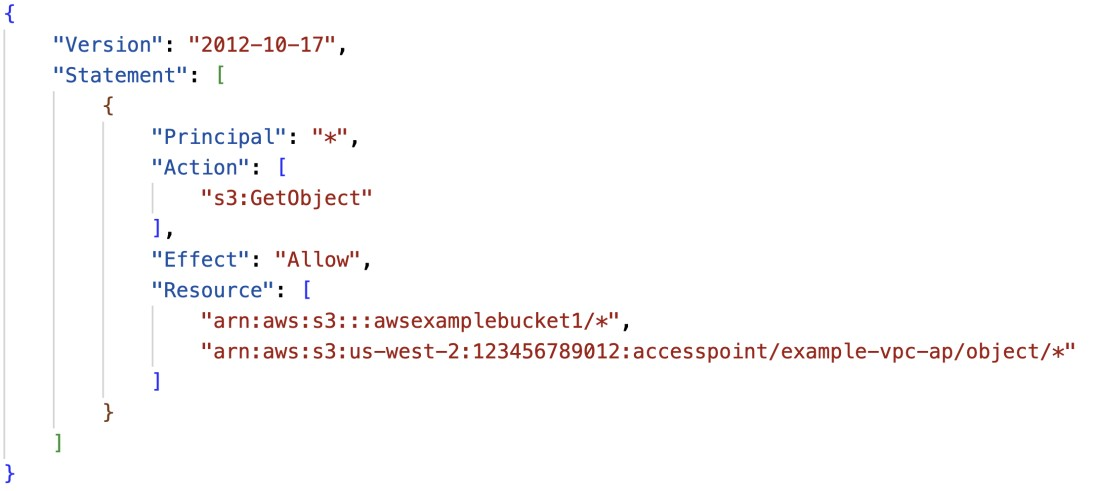 {
    "Version": "2012-10-17",
    "Statement": [
        {
            "Principal": "*",
            "Action": [
                "s3:GetObject"
            ],
            "Effect": "Allow",
            "Resource": [
                "arn:aws:s3:::awsexamplebucket1/*",
                "arn:aws:s3:us-west-2:123456789012:accesspoint/example-vpc-ap/object/*"
            ]
        }
    ]
}